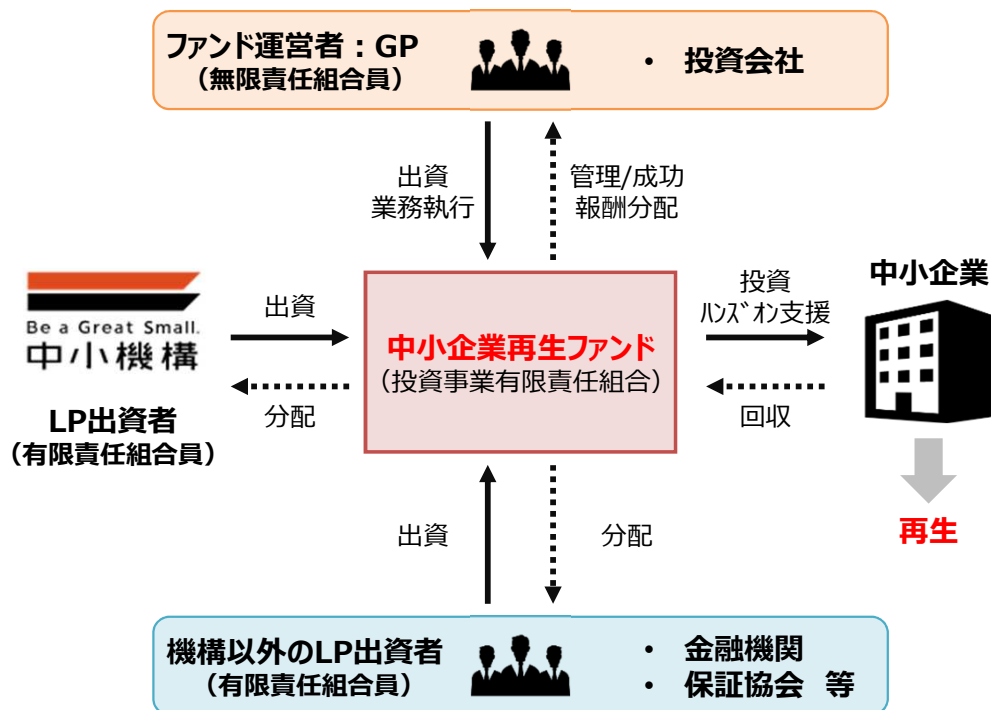 ファンド運営者：GP
（無限責任組合員）
・ 投資会社
出資
業務執行
管理/成功
報酬分配
Be a Great Small.
中小機構
LP出資者
（有限責任組合員）
出資
分配
中小企業再生ファンド
（投資事業有限責任組合）
投資
ﾊﾝｽﾞｵﾝ支援
回収
中小企業
再生
出資
分配
機構以外のLP出資者
（有限責任組合員）
・ 金融機関
・ 保証協会 等